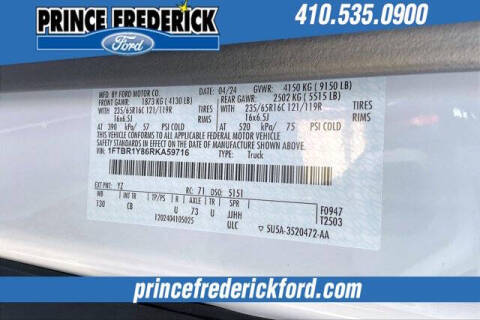 PRINCE FREDERICK
Ford
410.535.0900
MFD. BY FORD MOTOR CO. 04/24 GVWR: 4150 KG ( 9150 LB)
FRONT GAWR: 1873 KG ( 4130 LB) REAR GAWR: 2502 KG ( 5515 LB)
235/65R16C 121/119R TIRES 235/65R16C 121/119R TIRES
16x6.5J RIMS 16x6.5J RIMS
AT 390 kPa/ 57 PSI COLD AT 520 kPa/ 75 PSI COLD
THIS VEHICLE CONFORMS TO ALL APPLICABLE FEDERAL MOTOR VEHICLE
SAFETY STANDARDS IN EFFECT ON THE DATE OF MANUFACTURE SHOWN ABOVE.
VIN: 1FTBR1Y86RKA59716 TYPE: Truck
EXT PNT: YZ RC: 71 DSO: 5151
WB TP/PS R AXLE TR SPR F0947
130 CB U 73 U JJHH T2503
1202404105025 ULC SU5A-3520472-AA
princefrederickford.com